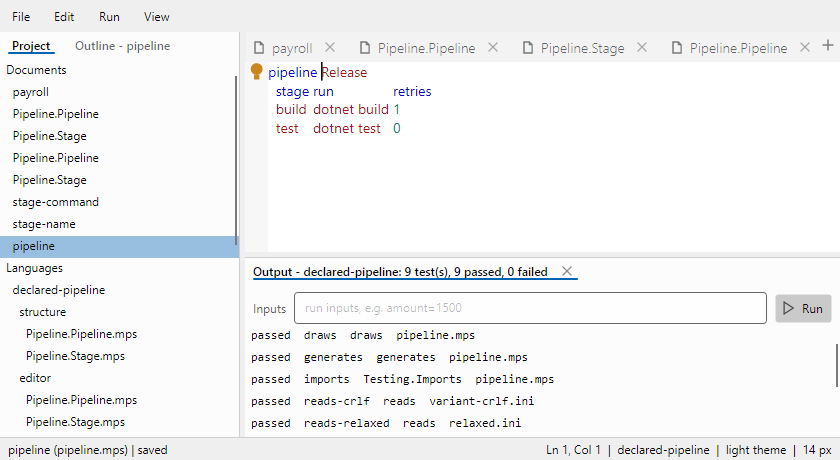 File Edit Run View
Project Outline - pipeline
Documents
payroll
Pipeline.Pipeline
Pipeline.Stage
Pipeline.Pipeline
Pipeline.Stage
stage-command
stage-name
pipeline
Languages
declared-pipeline
structure
Pipeline.Pipeline.mps
Pipeline.Stage.mps
editor
Pipeline.Pipeline.mps
Pipeline.Stage.mps
payroll Pipeline.Pipeline Pipeline.Stage Pipeline.Pipeline
pipeline Release
stage run retries
build dotnet build 1
test dotnet test 0
Output - declared-pipeline: 9 test(s), 9 passed, 0 failed
Inputs run inputs, e.g. amount=1500 Run
passed draws draws pipeline.mps
passed generates generates pipeline.mps
passed imports Testing.Imports pipeline.mps
passed reads-crlf reads variant-crlf.ini
passed reads-relaxed reads relaxed.ini
pipeline (pipeline.mps) | saved Ln 1, Col 1 | declared-pipeline | light theme | 14 px